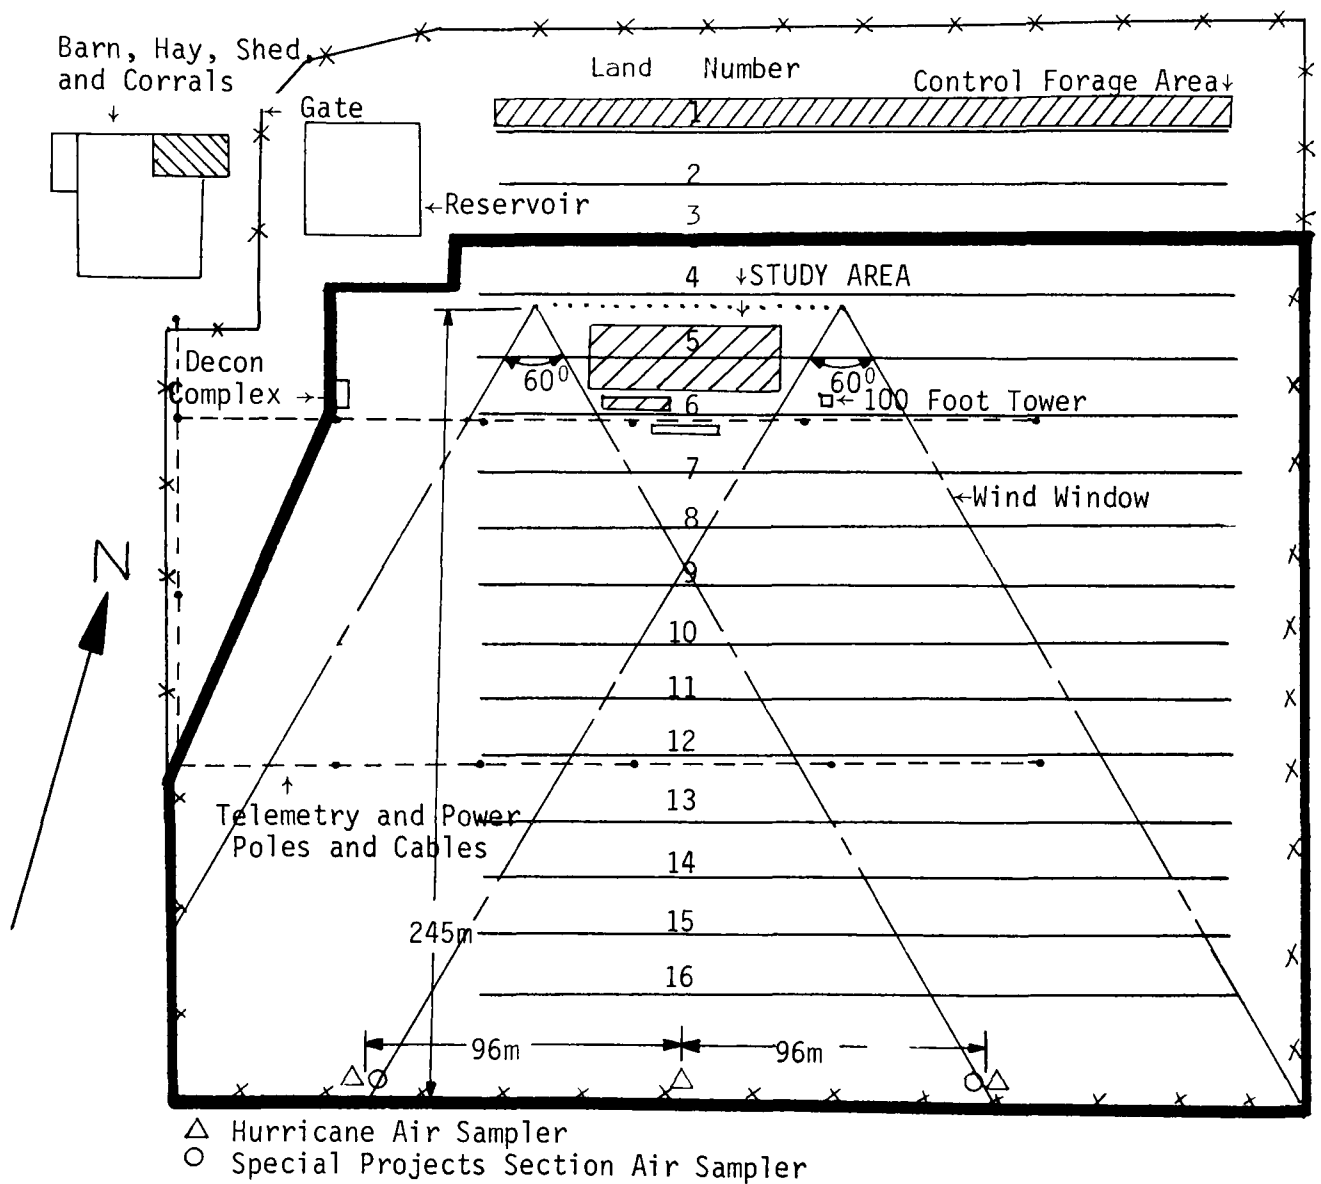 Barn, Hay, Shed,
and Corrals
Land Number
Control Forage Area↓
↓
← Gate
1
2
←Reservoir
3
4
↓STUDY AREA
↓
5
Decon
Complex →
60⁰
60⁰
6
← 100 Foot Tower
7
←Wind Window
8
N
9
10
11
12
↑
Telemetry and Power
Poles and Cables
13
14
245m
15
16
96m
96m
△ Hurricane Air Sampler
○ Special Projects Section Air Sampler